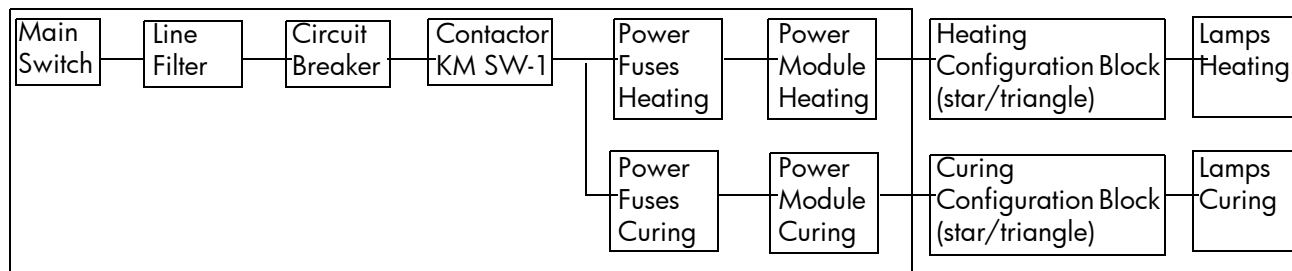 Main
Switch
Line
Filter
Circuit
Breaker
Contactor
KM SW-1
Power
Fuses
Heating
Power
Module
Heating
Heating
Configuration Block
(star/triangle)
Lamps
Heating
Power
Fuses
Curing
Power
Module
Curing
Curing
Configuration Block
(star/triangle)
Lamps
Curing